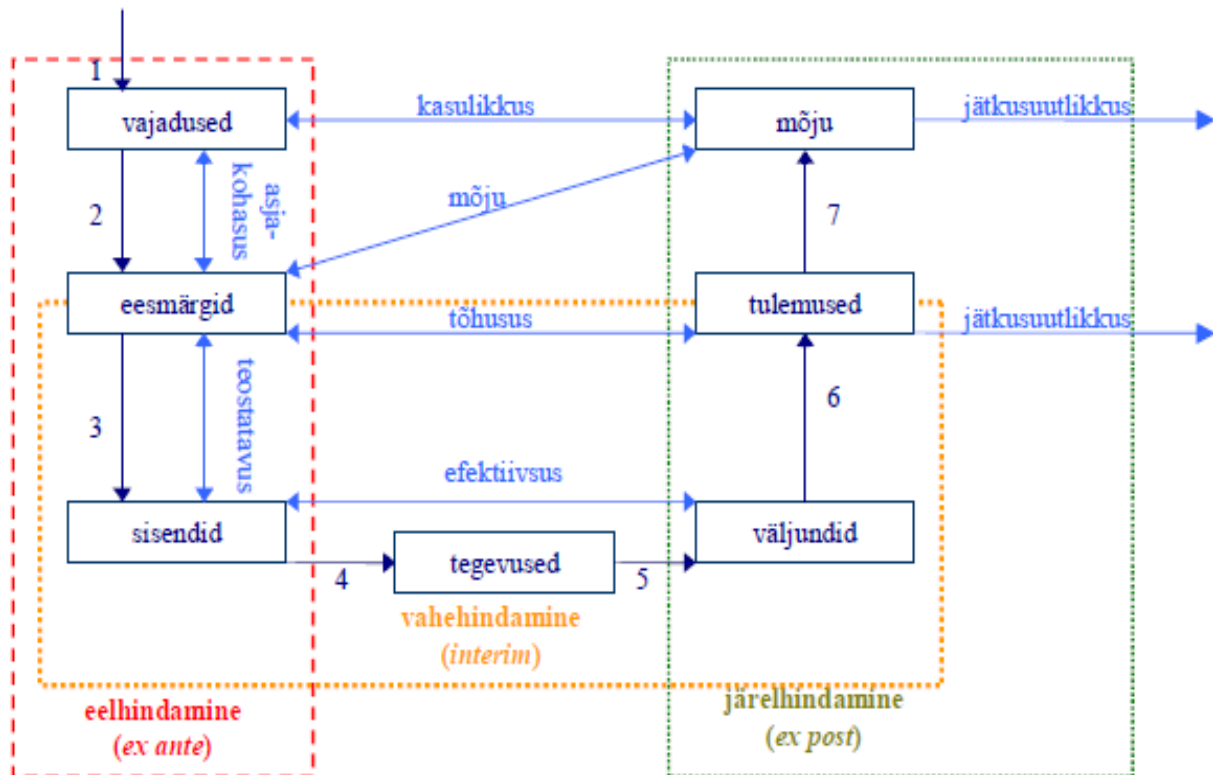 1
vajadused
kasulikkus
mõju
jätkusuutlikkus
asja-
kohasus
2
mõju
7
eesmärgid
tõhusus
tulemused
jätkusuutlikkus
3
teostatavus
6
efektiivsus
sisendid
väljundid
4
tegevused
5
vahehindamine
(interim)
eelhindamine
(ex ante)
järelhindamine
(ex post)